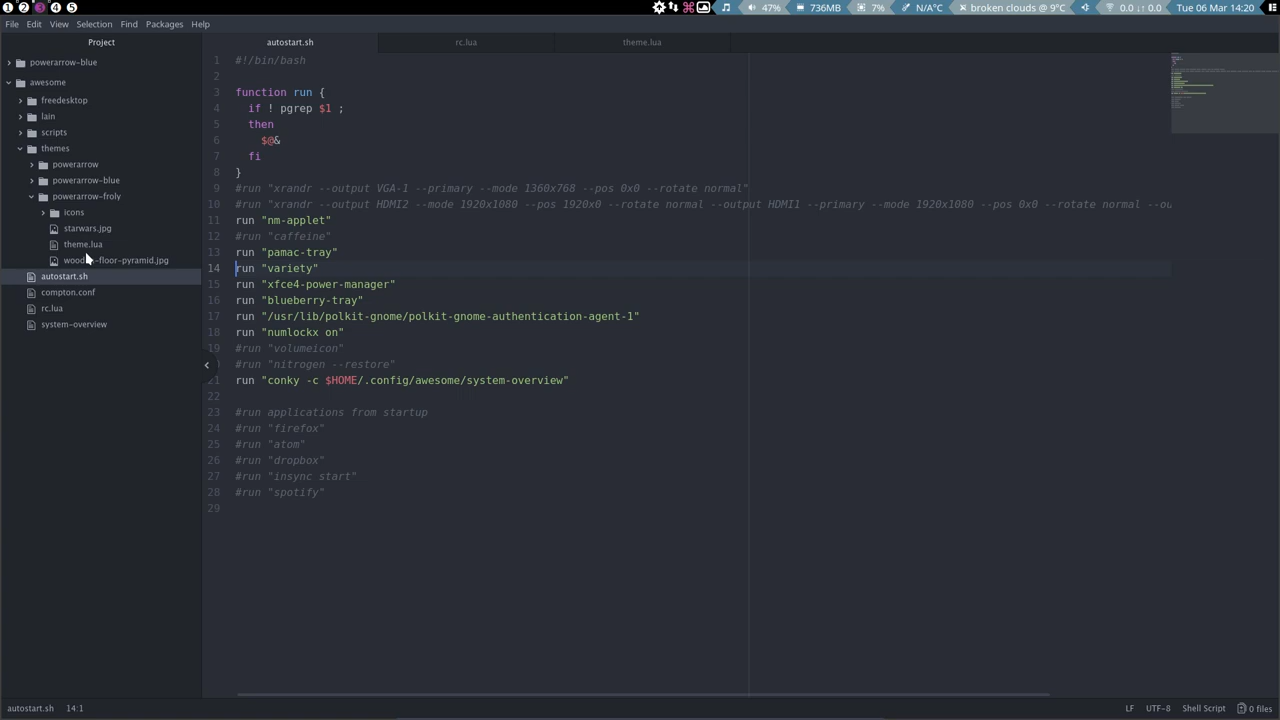 1 2 3 4 5
47% 736MB 7% N/A°C broken clouds @ 9°C 0.0 ↓↑ 0.0 Tue 06 Mar 14:20
File Edit View Selection Find Packages Help
Project
autostart.sh rc.lua theme.lua
powerarrow-blue
awesome
freedesktop
lain
scripts
themes
powerarrow
powerarrow-blue
powerarrow-froly
icons
starwars.jpg
theme.lua
-floor-pyramid.jpg
autostart.sh
compton.conf
rc.lua
system-overview
1 #!/bin/bash
2
3 function run {
4 if ! pgrep $1 ;
5 then
6 $@&
7 fi
8 }
9 #run "xrandr --output VGA-1 --primary --mode 1360x768 --pos 0x0 --rotate normal"
10 #run "xrandr --output HDMI2 --mode 1920x1080 --pos 1920x0 --rotate normal --output HDMI1 --primary --mode 1920x1080 --pos 0x0 --rotate normal --ou
11 run "nm-applet"
12 #run "caffeine"
13 run "pamac-tray"
14 run "variety"
15 run "xfce4-power-manager"
16 run "blueberry-tray"
17 run "/usr/lib/polkit-gnome/polkit-gnome-authentication-agent-1"
18 run "numlockx on"
19 #run "volumeicon"
#run "nitrogen --restore"
21 run "conky -c $HOME/.config/awesome/system-overview"
22
23 #run applications from startup
24 #run "firefox"
25 #run "atom"
26 #run "dropbox"
27 #run "insync start"
28 #run "spotify"
29
autostart.sh 14:1 LF UTF-8 Shell Script 0 files